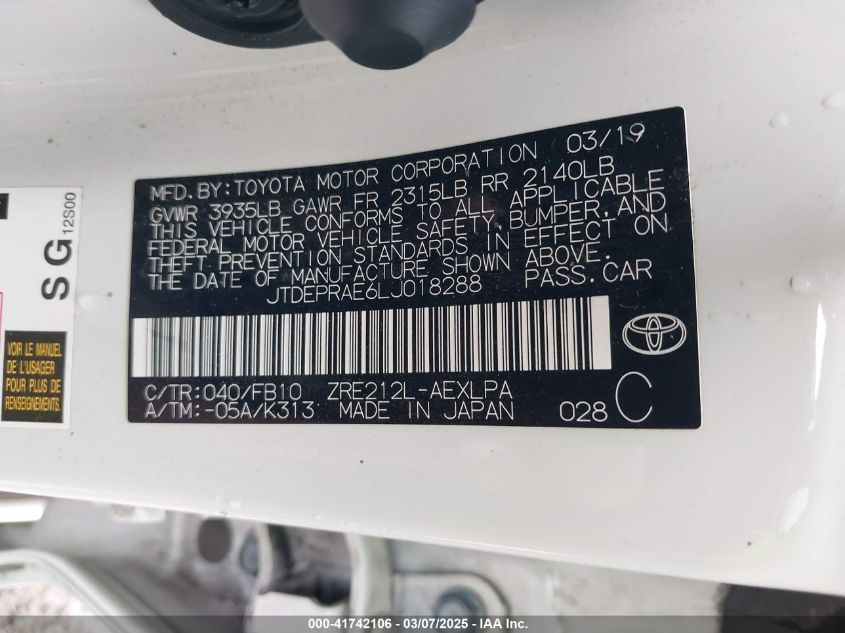 MFD. BY: TOYOTA MOTOR CORPORATION 03/19
GVWR 3935LB GAWR FR 2315LB RR 2140LB
THIS VEHICLE CONFORMS TO ALL APPLICABLE
FEDERAL MOTOR VEHICLE SAFETY, BUMPER, AND
THEFT PREVENTION STANDARDS IN EFFECT ON
THE DATE OF MANUFACTURE SHOWN ABOVE.
JTDEPRAE6LJ018288 PASS. CAR
C/TR: 040/FB10 ZRE212L-AEXLPA
A/TM: -05A/K313 MADE IN JAPAN 028 C
SG 12S00
VOIR LE MANUEL
DE L'USAGER
POUR PLUS DE
RENSEIGNEMENTS.
000-41742106 — 03/07/2025 — IAA Inc.